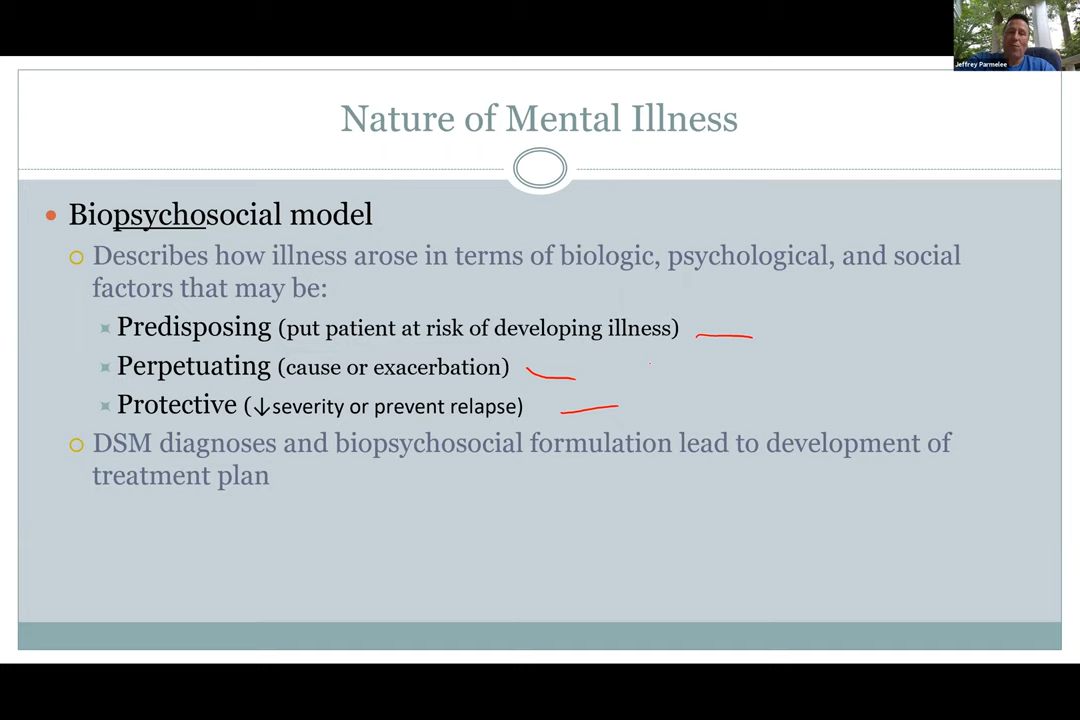 Jeffrey Parmelee
Nature of Mental Illness
Biopsychosocial model
Describes how illness arose in terms of biologic, psychological, and social
factors that may be:
Predisposing (put patient at risk of developing illness)
Perpetuating (cause or exacerbation)
Protective (↓severity or prevent relapse)
DSM diagnoses and biopsychosocial formulation lead to development of
treatment plan